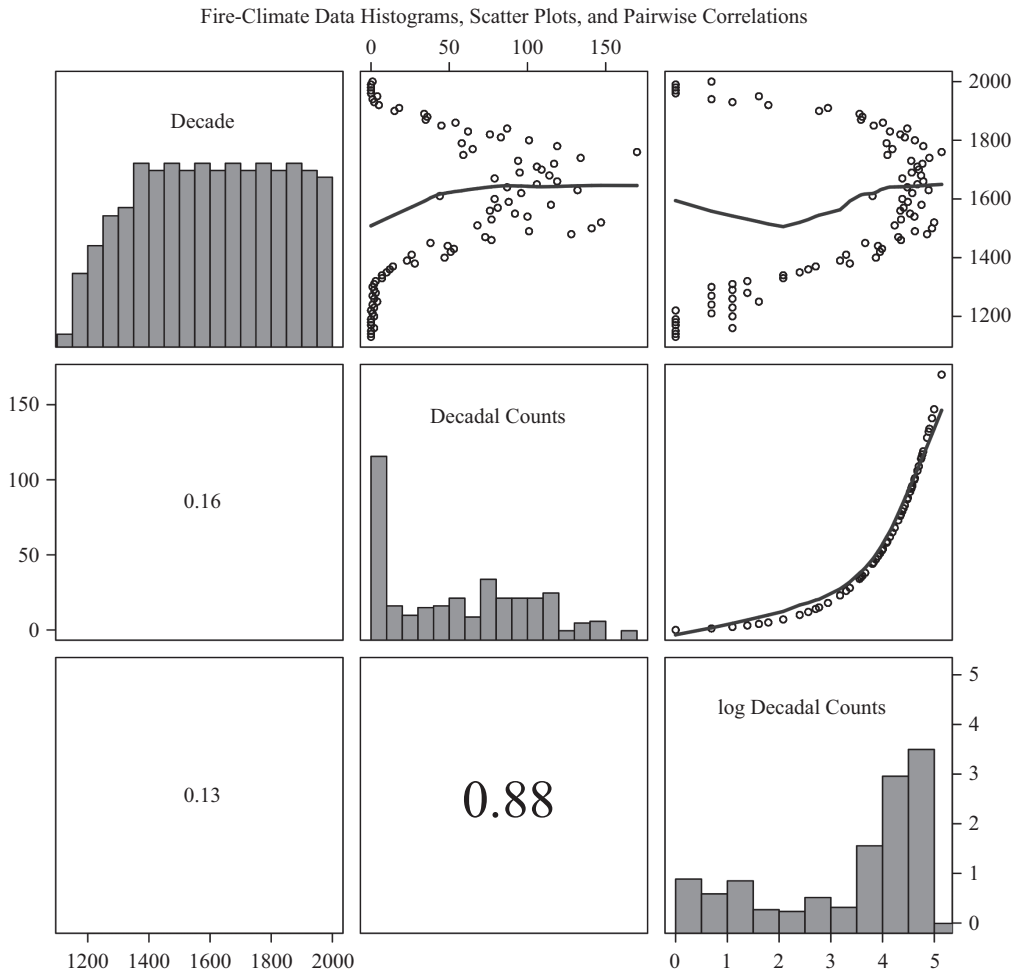 Fire-Climate Data Histograms, Scatter Plots, and Pairwise Correlations
0 50 100 150
Decade
2000
1800
1600
1400
1200
150
100
50
0
Decadal Counts
0.16
0.13
0.88
log Decadal Counts
5
4
3
2
1
0
1200 1400 1600 1800 2000
0 1 2 3 4 5